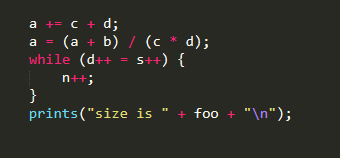 a += c + d;
a = (a + b) / (c * d);
while (d++ = s++) {
    n++;
}
prints("size is " + foo + "\n");